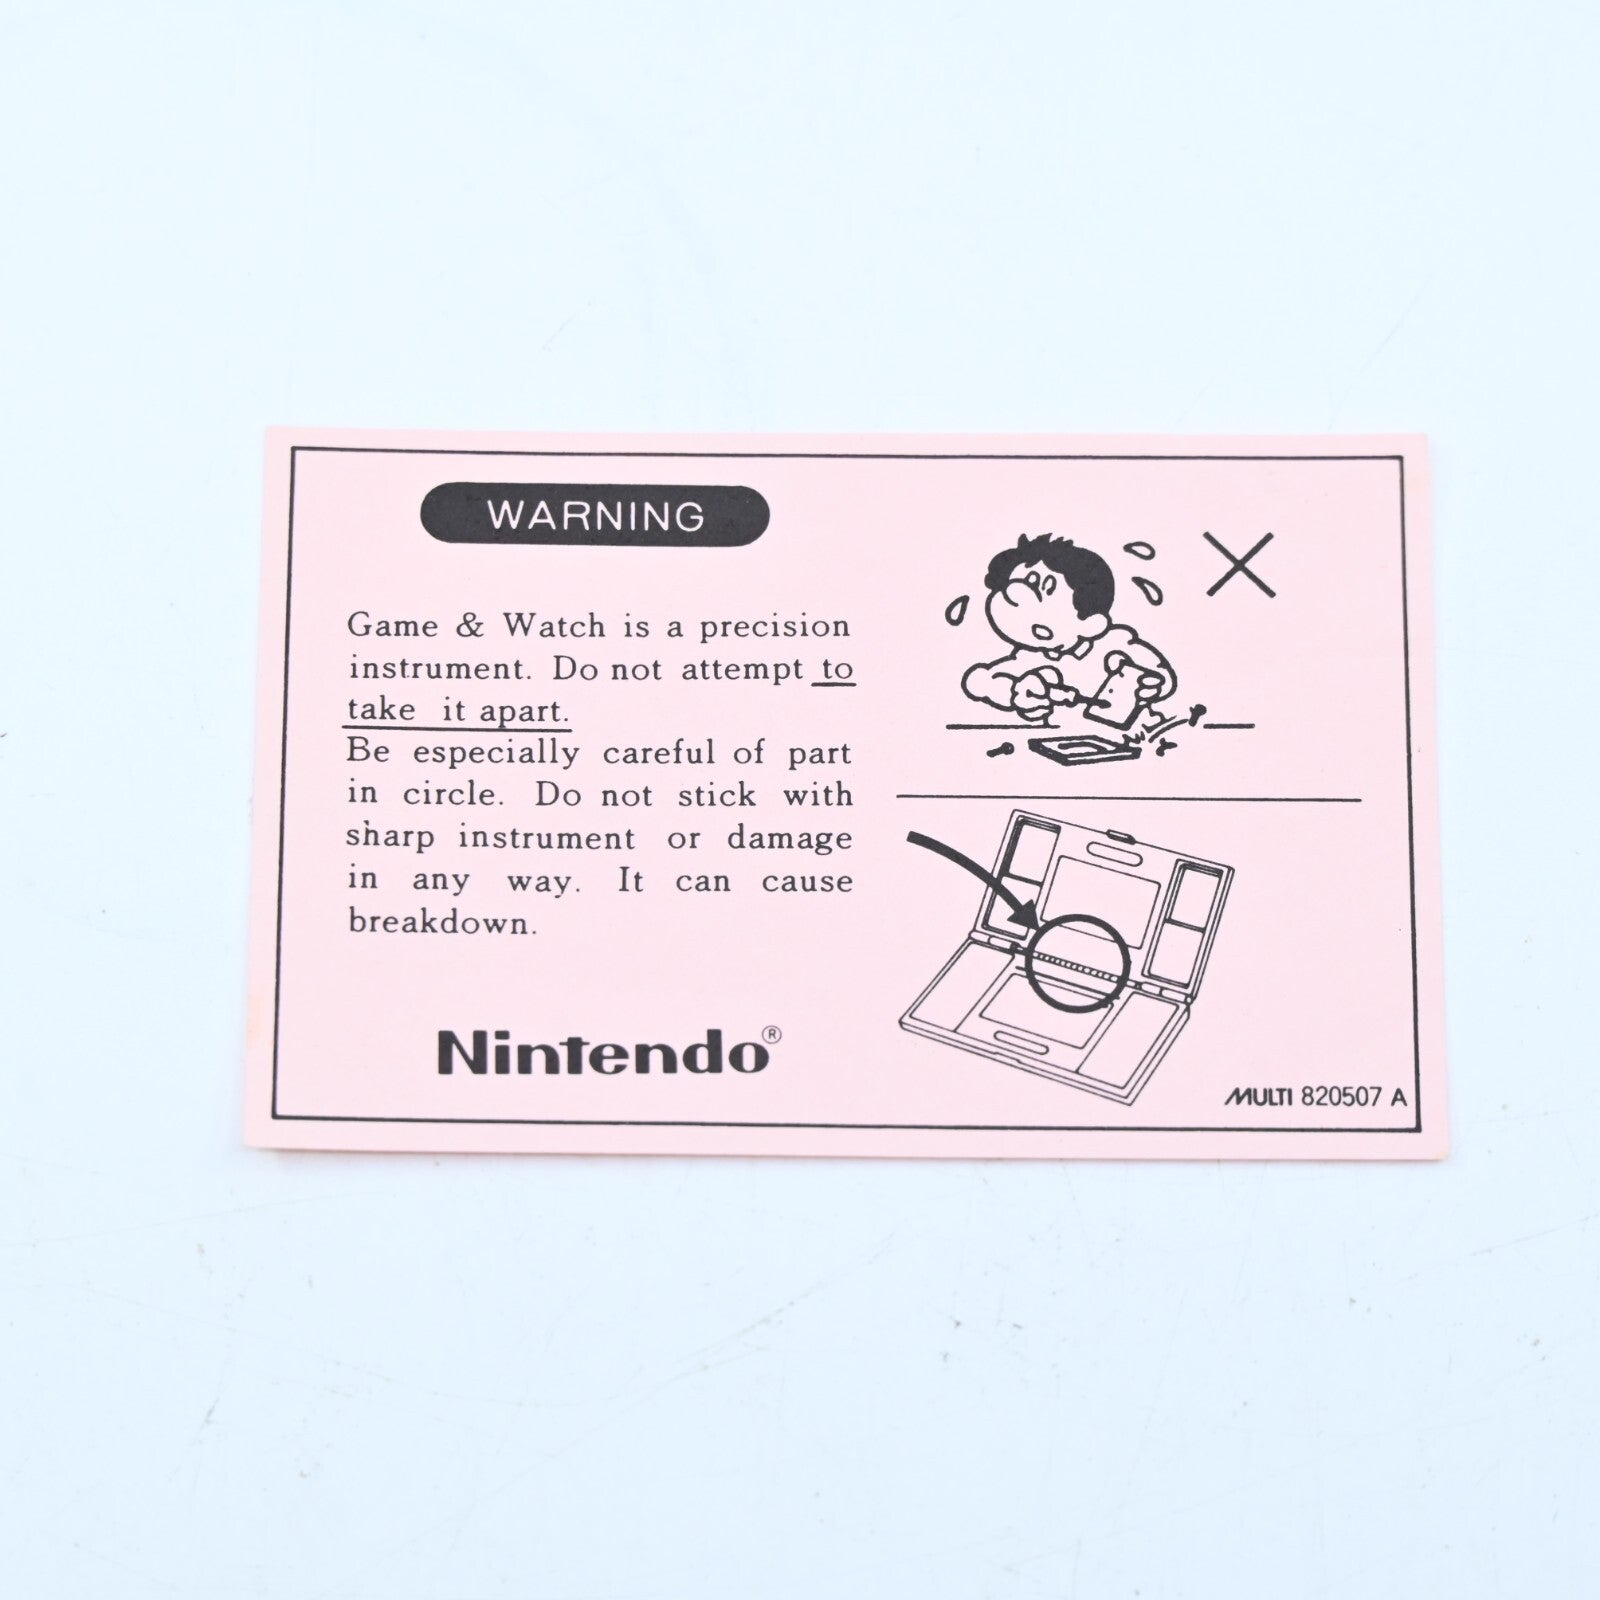 WARNING
Game & Watch is a precision
instrument. Do not attempt to
take it apart.
Be especially careful of part
in circle. Do not stick with
sharp instrument or damage
in any way. It can cause
breakdown.
Nintendo®
MULTI 820507 A